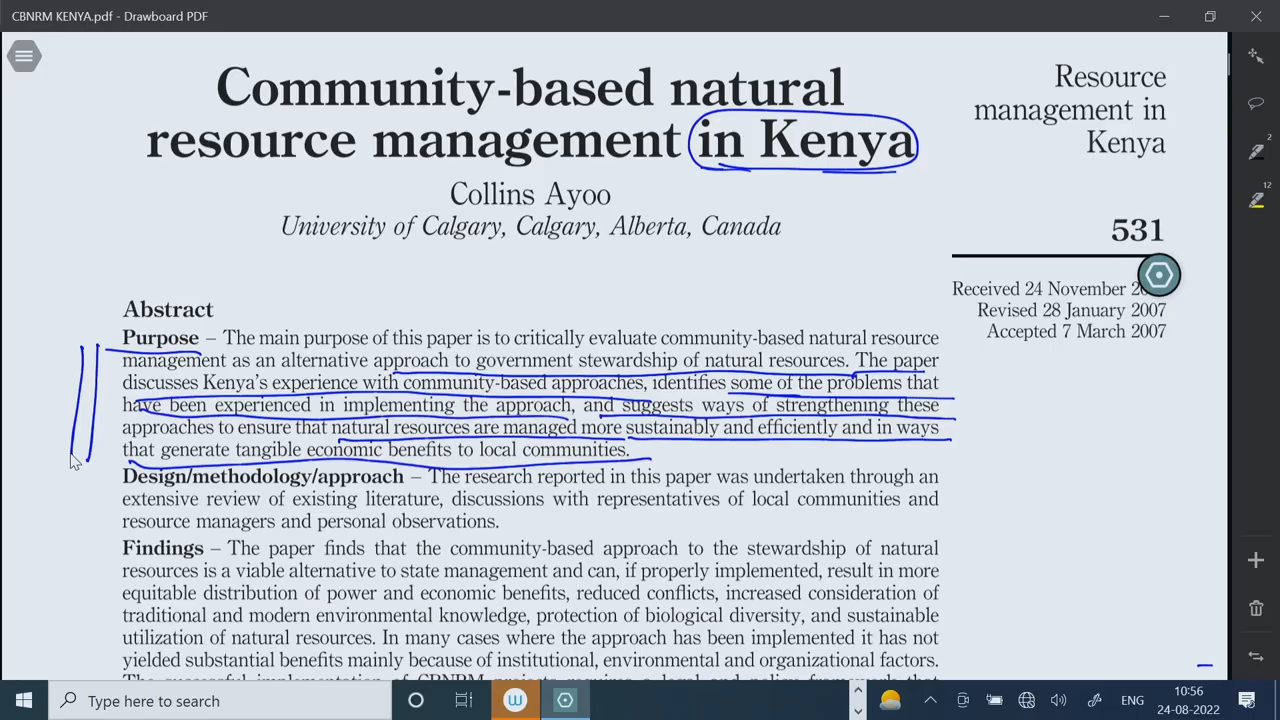 CBNRM KENYA.pdf - Drawboard PDF
Community-based natural
resource management in Kenya
Collins Ayoo
University of Calgary, Calgary, Alberta, Canada
Resource
management in
Kenya
531
Received 24 November
Revised 28 January 2007
Accepted 7 March 2007
Abstract
Purpose – The main purpose of this paper is to critically evaluate community-based natural resource
management as an alternative approach to government stewardship of natural resources. The paper
discusses Kenya's experience with community-based approaches, identifies some of the problems that
have been experienced in implementing the approach, and suggests ways of strengthening these
approaches to ensure that natural resources are managed more sustainably and efficiently and in ways
that generate tangible economic benefits to local communities.
Design/methodology/approach – The research reported in this paper was undertaken through an
extensive review of existing literature, discussions with representatives of local communities and
resource managers and personal observations.
Findings – The paper finds that the community-based approach to the stewardship of natural
resources is a viable alternative to state management and can, if properly implemented, result in more
equitable distribution of power and economic benefits, reduced conflicts, increased consideration of
traditional and modern environmental knowledge, protection of biological diversity, and sustainable
utilization of natural resources. In many cases where the approach has been implemented it has not
yielded substantial benefits mainly because of institutional, environmental and organizational factors.
2
12
Type here to search
W
ENG
10:56
24-08-2022